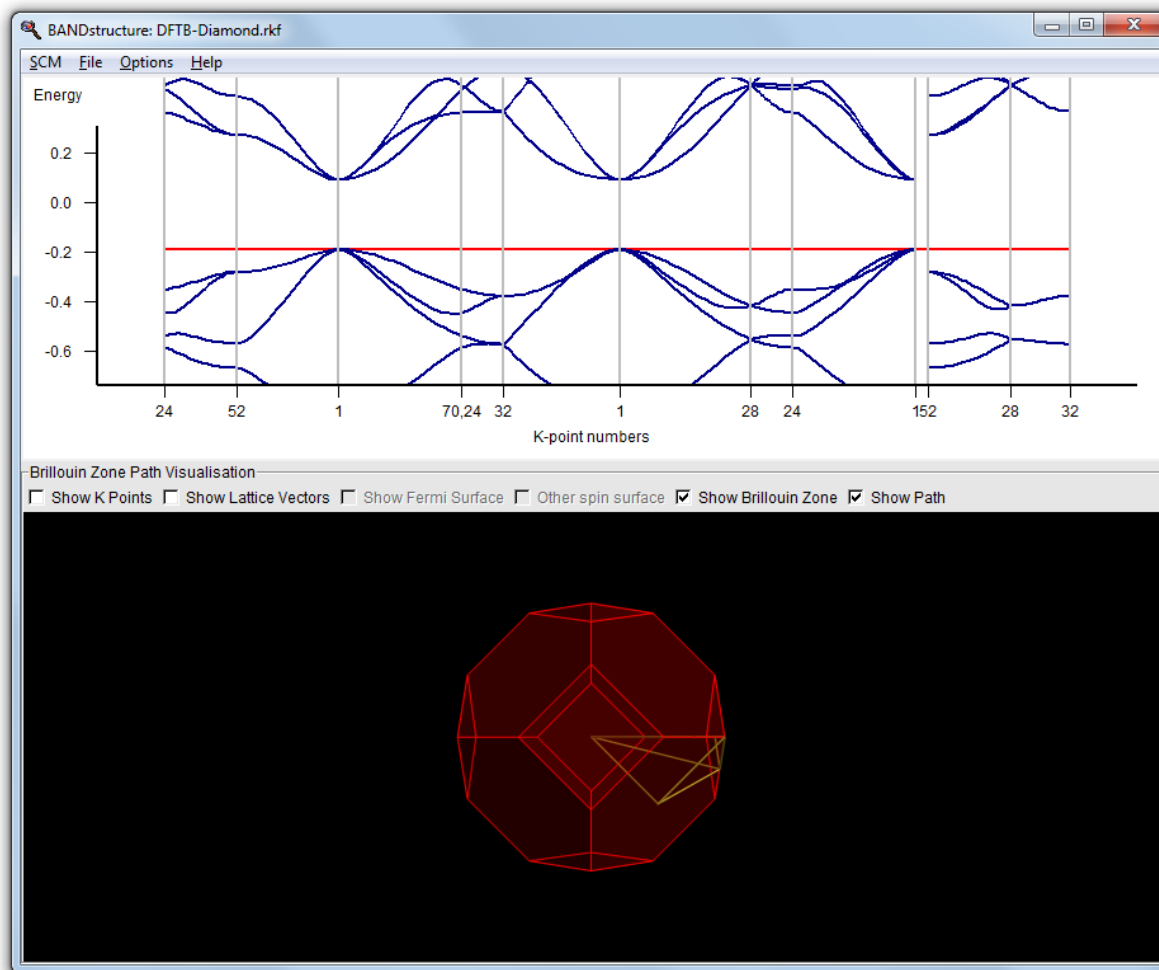 BANDstructure: DFTB-Diamond.rkf
SCM File Options Help
Energy
0.2
0.0
-0.2
-0.4
-0.6
24 52 1 70,24 32 1 28 24 152 28 32
K-point numbers
Brillouin Zone Path Visualisation
Show K Points Show Lattice Vectors Show Fermi Surface Other spin surface Show Brillouin Zone Show Path